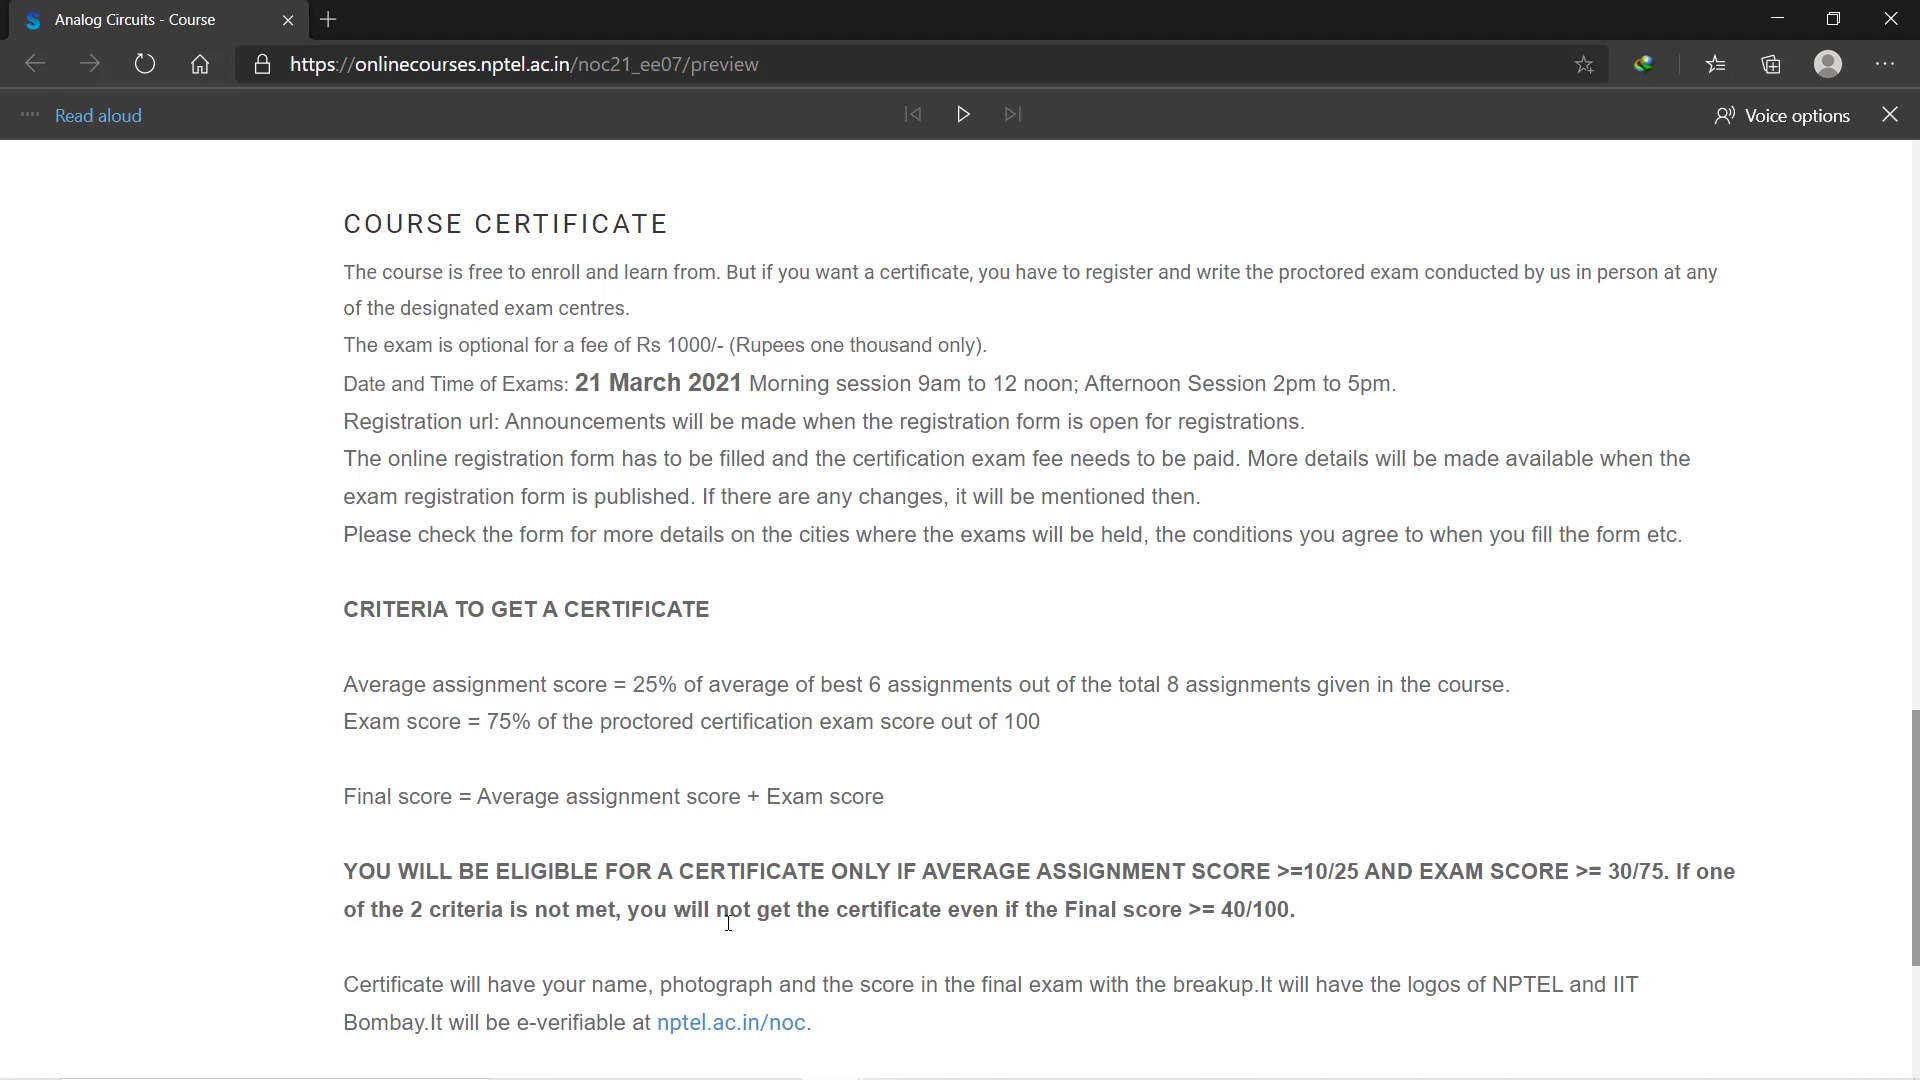 Analog Circuits - Course
https://onlinecourses.nptel.ac.in/noc21_ee07/preview
Read aloud
Voice options
COURSE CERTIFICATE
The course is free to enroll and learn from. But if you want a certificate, you have to register and write the proctored exam conducted by us in person at any
of the designated exam centres.
The exam is optional for a fee of Rs 1000/- (Rupees one thousand only).
Date and Time of Exams: 21 March 2021 Morning session 9am to 12 noon; Afternoon Session 2pm to 5pm.
Registration url: Announcements will be made when the registration form is open for registrations.
The online registration form has to be filled and the certification exam fee needs to be paid. More details will be made available when the
exam registration form is published. If there are any changes, it will be mentioned then.
Please check the form for more details on the cities where the exams will be held, the conditions you agree to when you fill the form etc.
CRITERIA TO GET A CERTIFICATE
Average assignment score = 25% of average of best 6 assignments out of the total 8 assignments given in the course.
Exam score = 75% of the proctored certification exam score out of 100
Final score = Average assignment score + Exam score
YOU WILL BE ELIGIBLE FOR A CERTIFICATE ONLY IF AVERAGE ASSIGNMENT SCORE >=10/25 AND EXAM SCORE >= 30/75. If one
of the 2 criteria is not met, you will not get the certificate even if the Final score >= 40/100.
Certificate will have your name, photograph and the score in the final exam with the breakup.It will have the logos of NPTEL and IIT
Bombay.It will be e-verifiable at nptel.ac.in/noc.